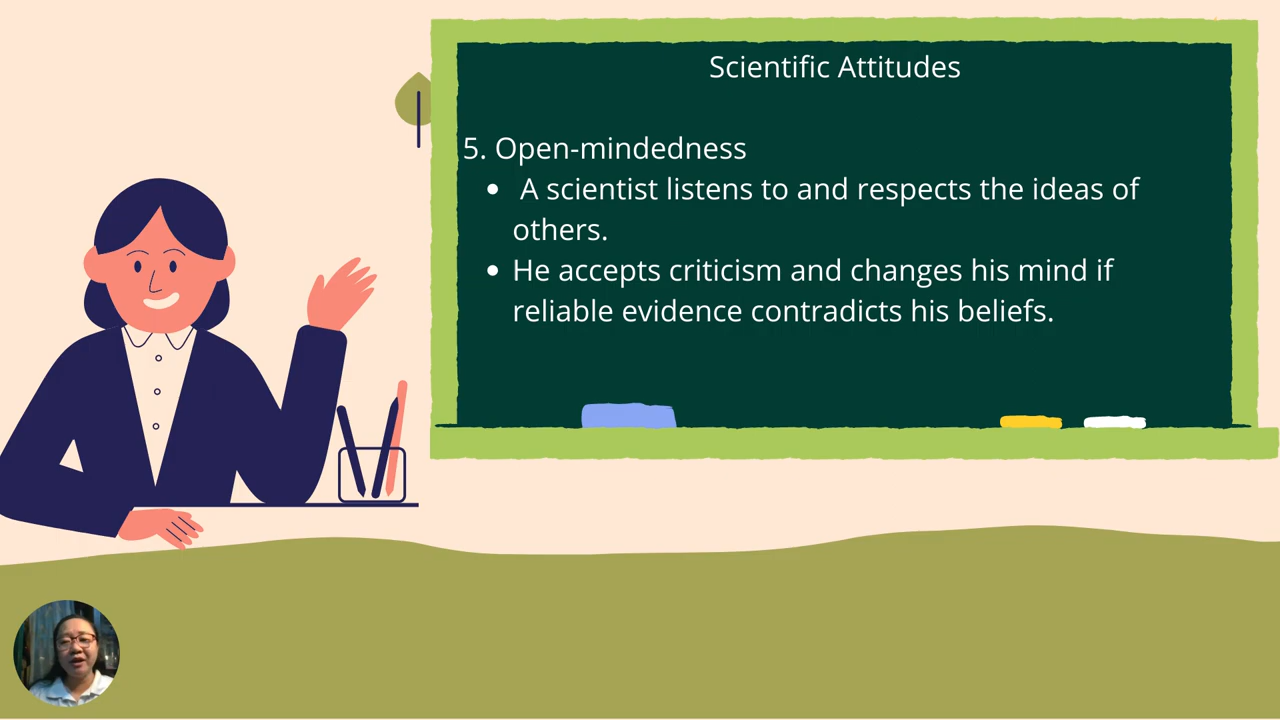 Scientific Attitudes
5. Open-mindedness
• A scientist listens to and respects the ideas of
others.
• He accepts criticism and changes his mind if
reliable evidence contradicts his beliefs.